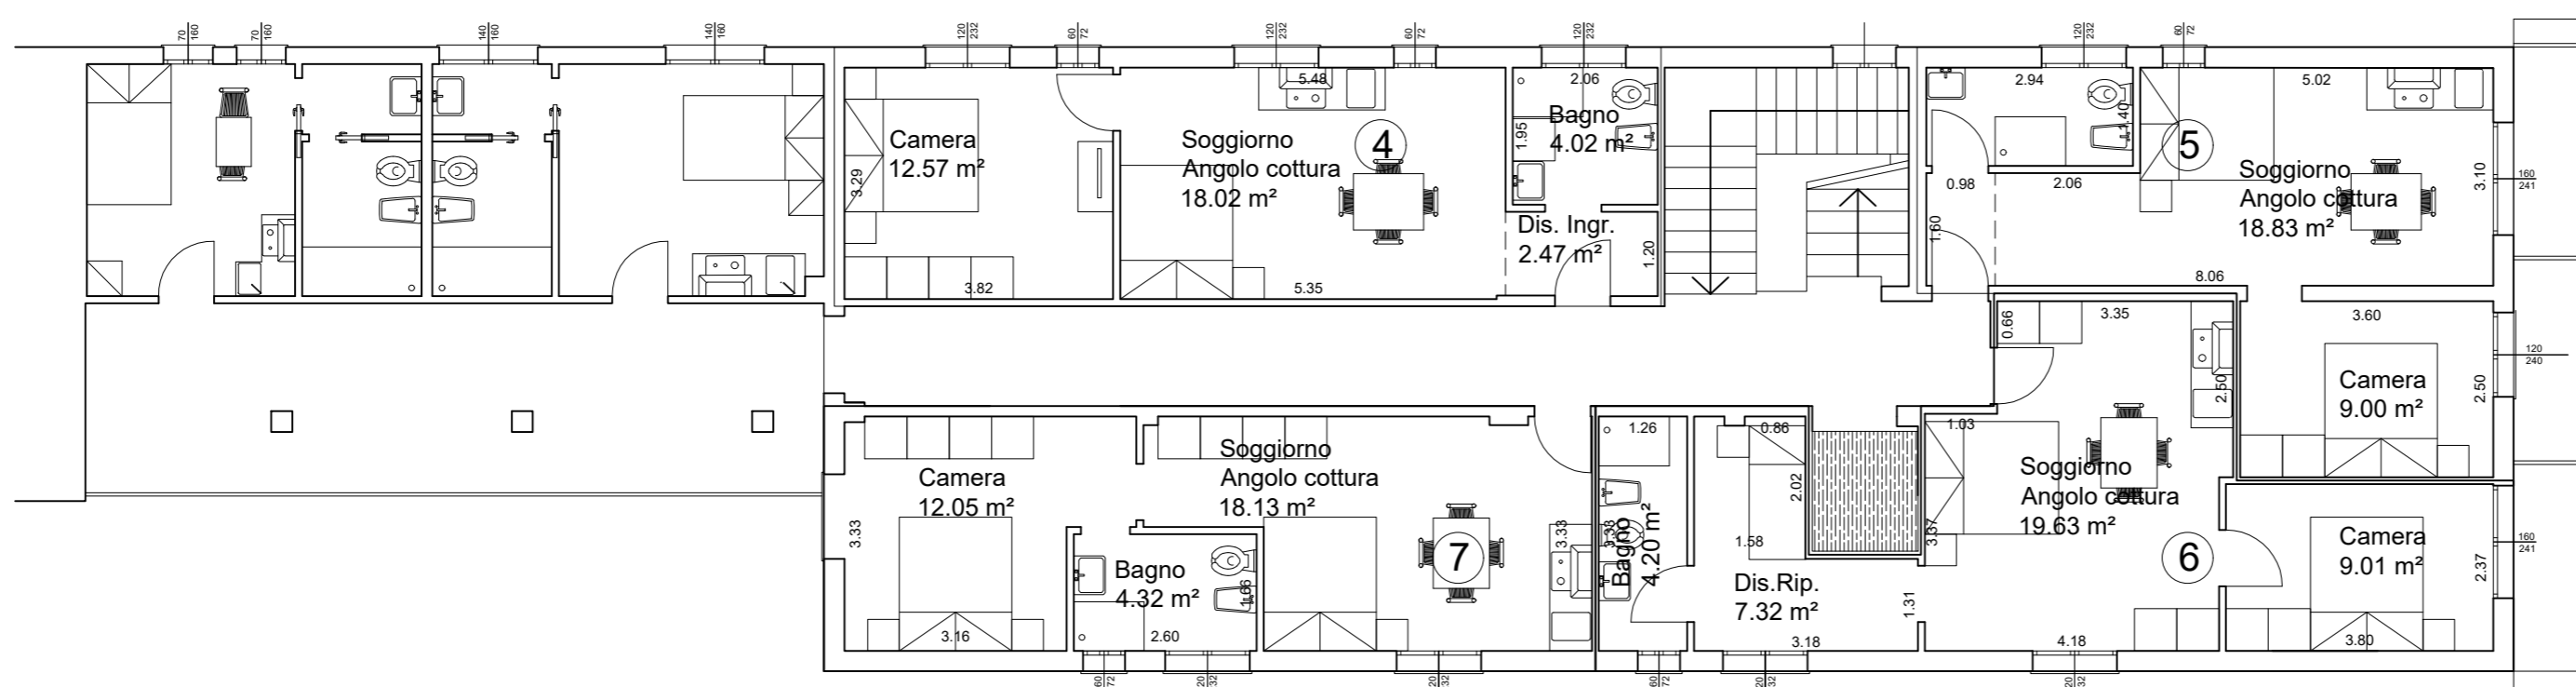 70
160
70
160
140
160
140
160
120
232
60
72
120
232
60
72
120
232
120
232
60
72
5.48
2.06
2.94
5.02
Camera
12.57 m²
3.29
3.82
Soggiorno
Angolo cottura
18.02 m²
4
5.35
Bagno
4.02 m²
1.95
Dis. Ingr.
2.47 m²
1.20
1.40
5
0.98
2.06
1.60
Soggiorno
Angolo cottura
18.83 m²
3.10
160
241
8.06
0.66
3.35
2.50
3.60
Camera
9.00 m²
2.50
120
240
Camera
12.05 m²
3.33
3.16
Soggiorno
Angolo cottura
18.13 m²
7
3.33
Bagno
4.32 m²
1.66
2.60
1.26
3.33
Bagno
4.20 m²
0.86
2.02
1.58
Dis.Rip.
7.32 m²
3.18
1.31
1.03
3.37
Soggiorno
Angolo cottura
19.63 m²
6
4.18
Camera
9.01 m²
2.37
3.80
160
241
60
72
20
32
20
32
60
72
20
32
20
32